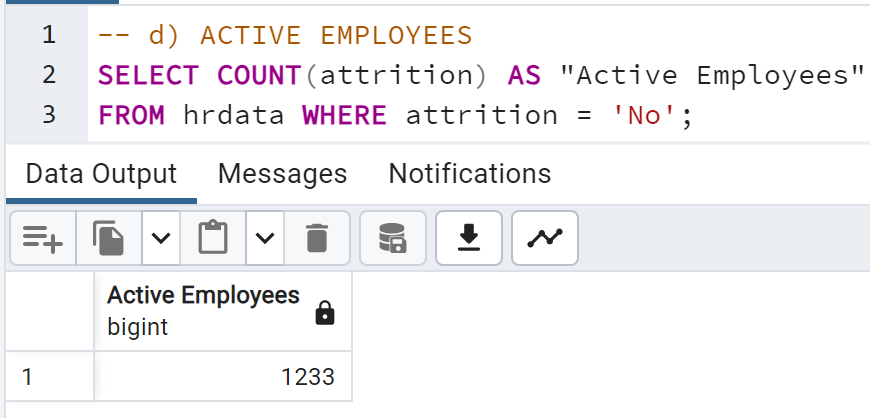 1 -- d) ACTIVE EMPLOYEES
2 SELECT COUNT(attrition) AS "Active Employees"
3 FROM hrdata WHERE attrition = 'No';
Data Output Messages Notifications
Active Employees
bigint
1 1233